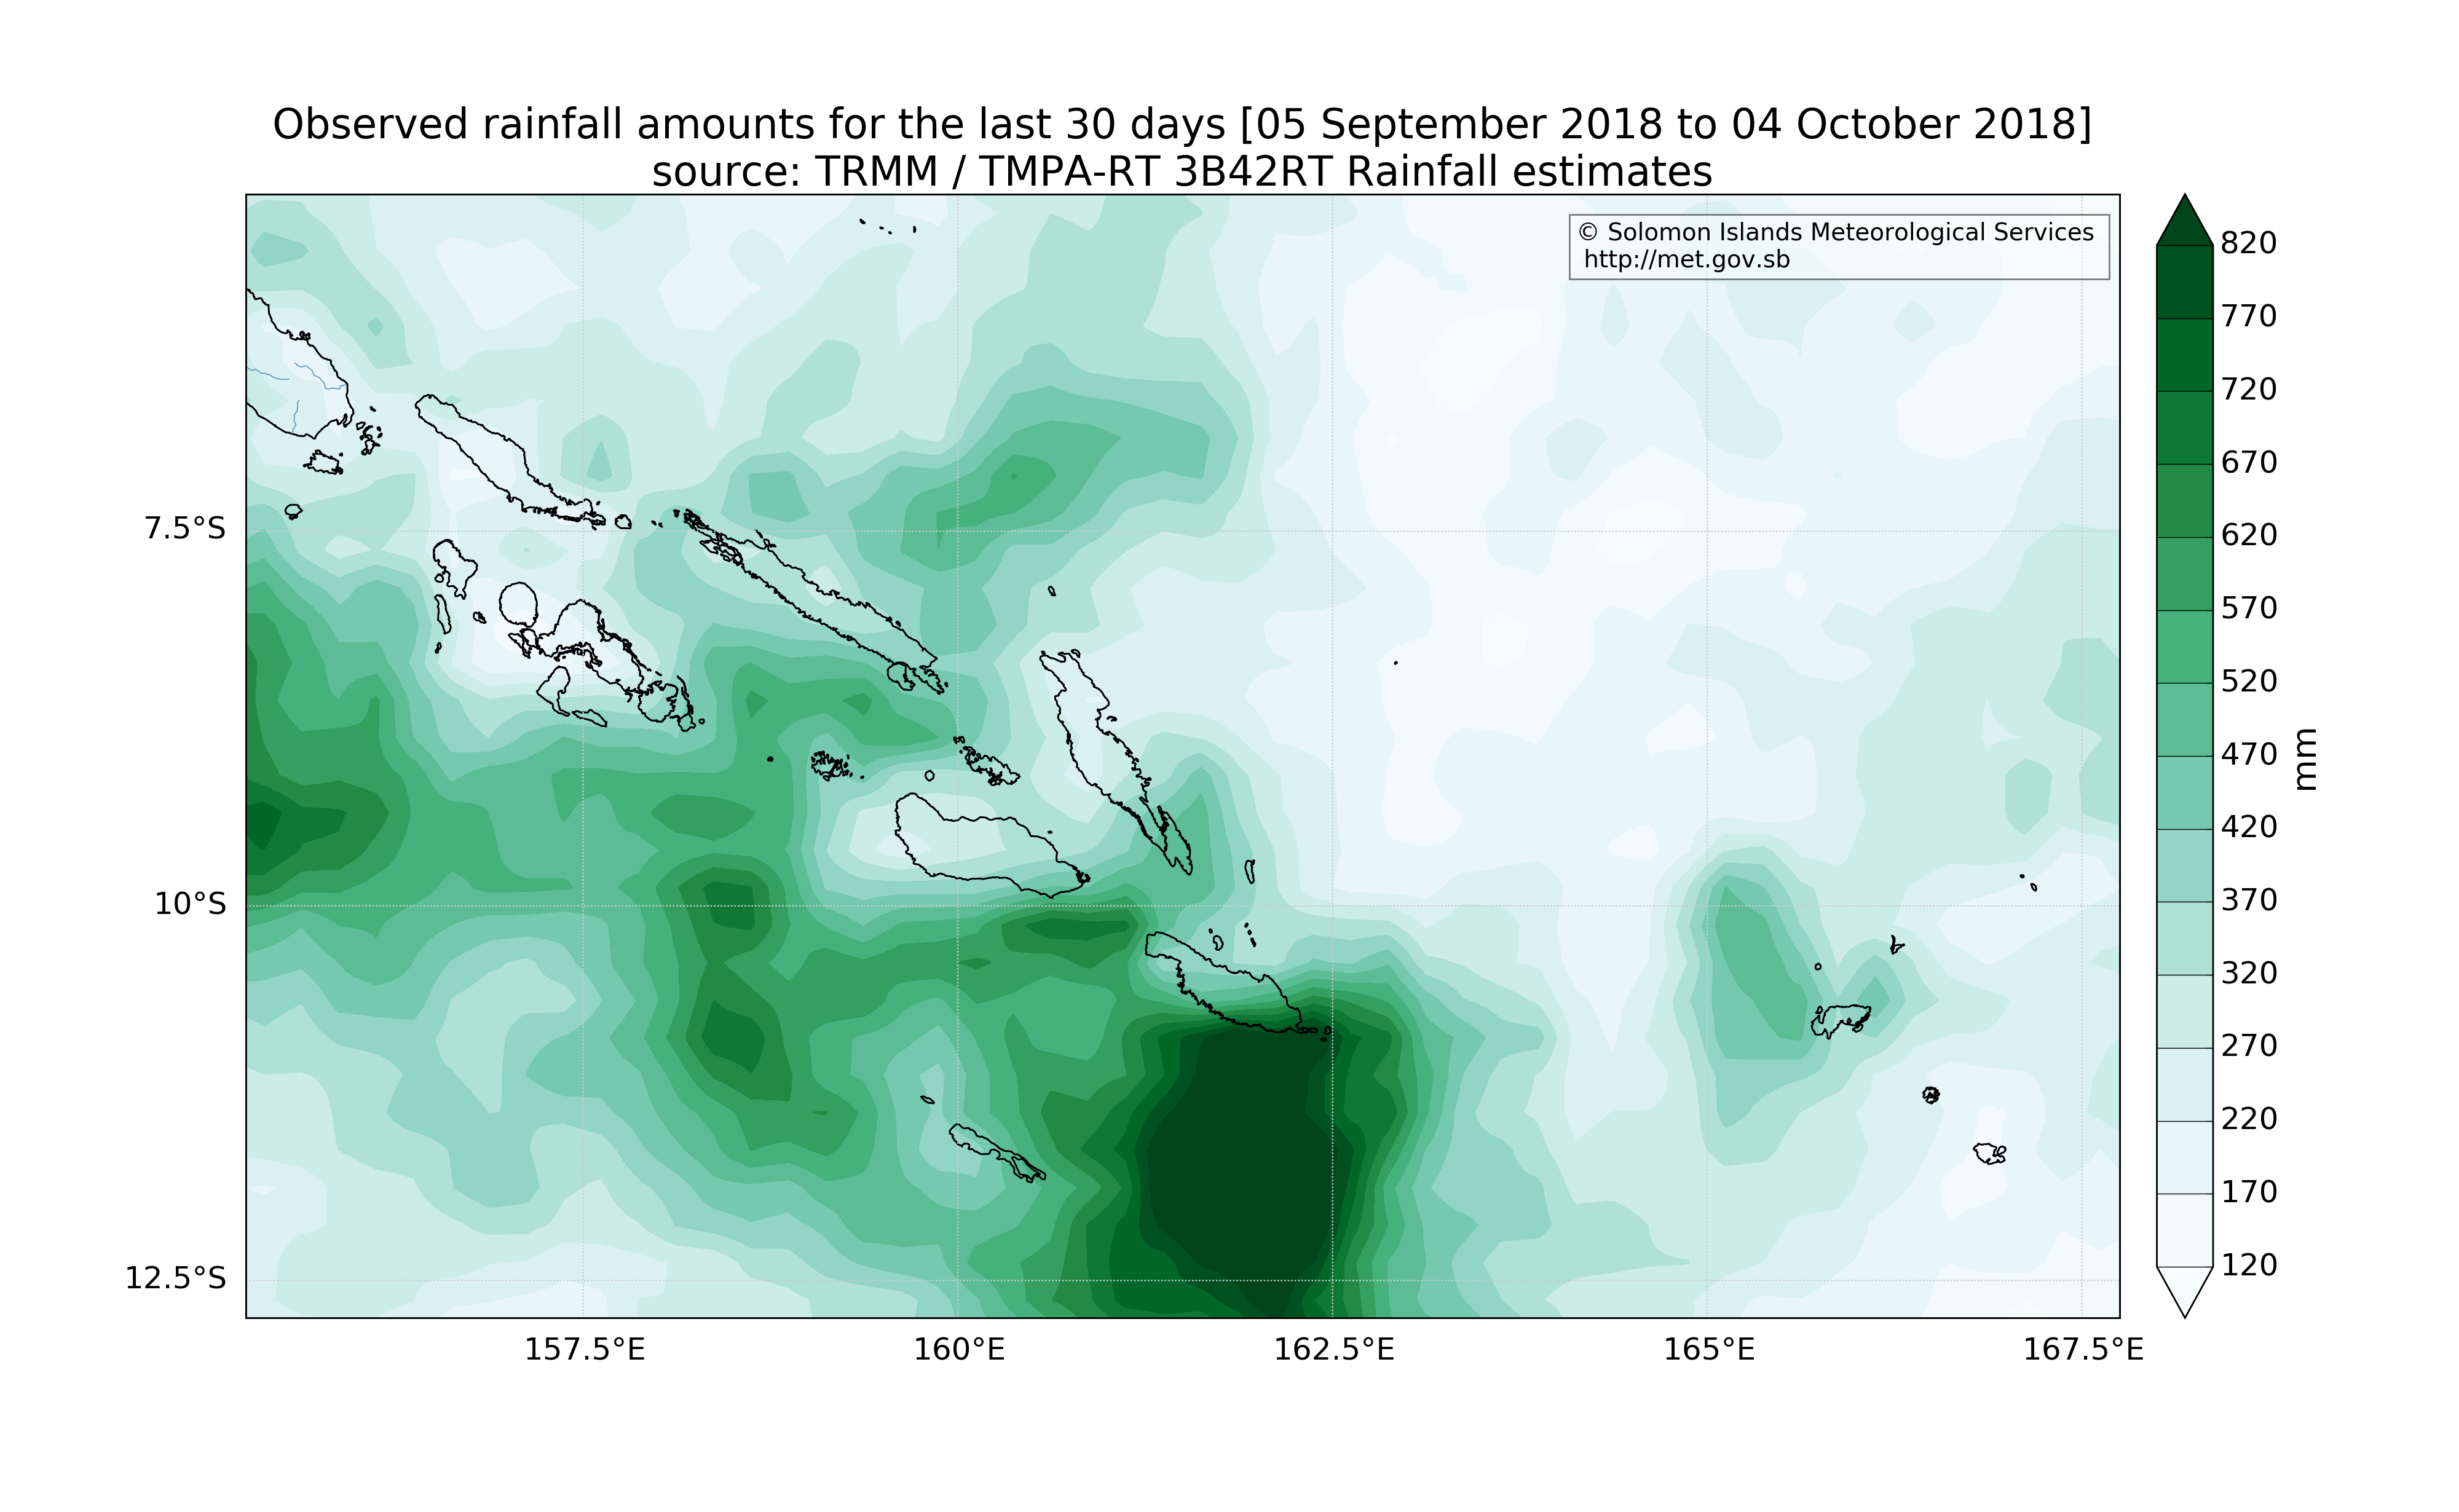 Observed rainfall amounts for the last 30 days [05 September 2018 to 04 October 2018]
source: TRMM / TMPA-RT 3B42RT Rainfall estimates
© Solomon Islands Meteorological Services
http://met.gov.sb
7.5°S
10°S
12.5°S
157.5°E
160°E
162.5°E
165°E
167.5°E
820
770
720
670
620
570
520
470
420
370
320
270
220
170
120
mm